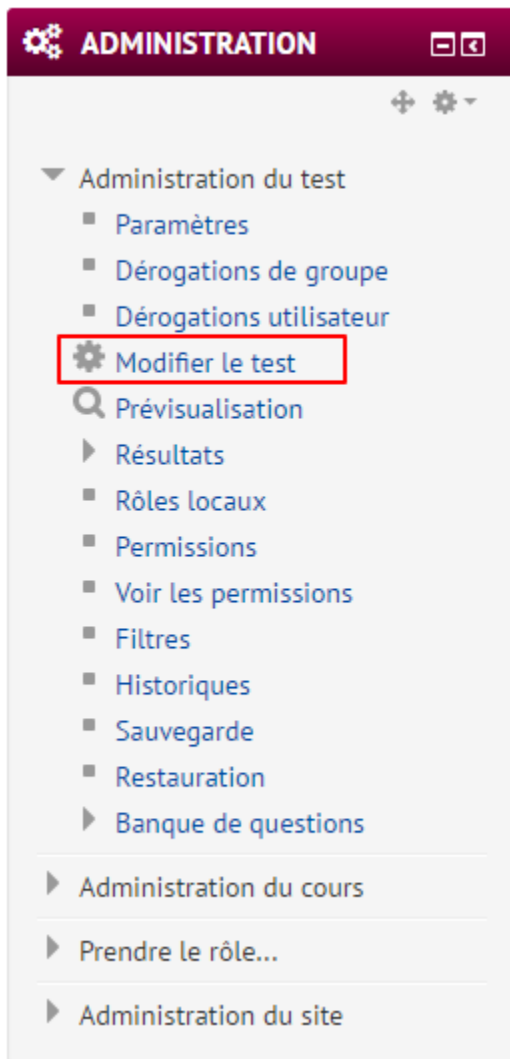 ADMINISTRATION
Administration du test
Paramètres
Dérogations de groupe
Dérogations utilisateur
Modifier le test
Prévisualisation
Résultats
Rôles locaux
Permissions
Voir les permissions
Filtres
Historiques
Sauvegarde
Restauration
Banque de questions
Administration du cours
Prendre le rôle...
Administration du site